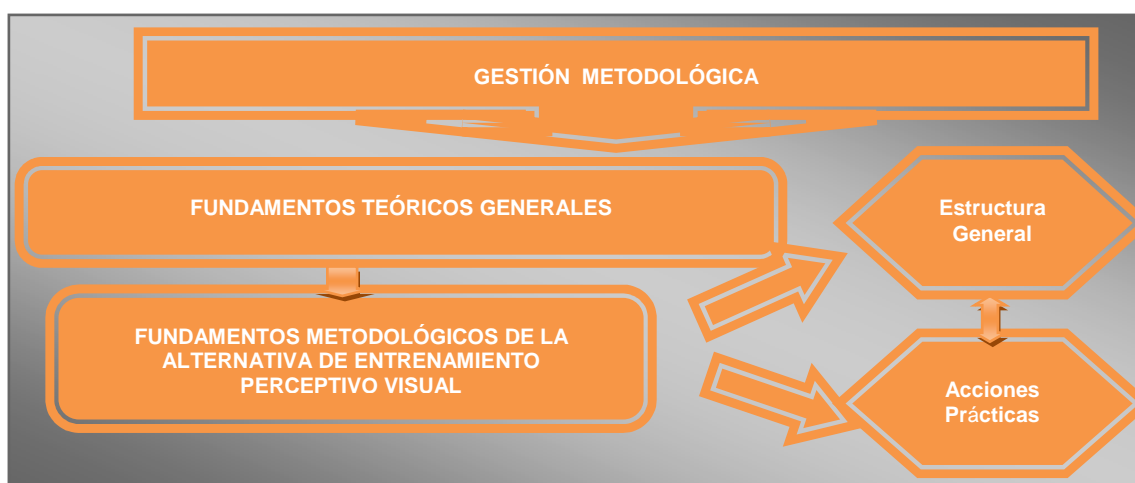 GESTIÓN METODOLÓGICA
FUNDAMENTOS TEÓRICOS GENERALES
Estructura
General
FUNDAMENTOS METODOLÓGICOS DE LA
ALTERNATIVA DE ENTRENAMIENTO
PERCEPTIVO VISUAL
Acciones
Prácticas